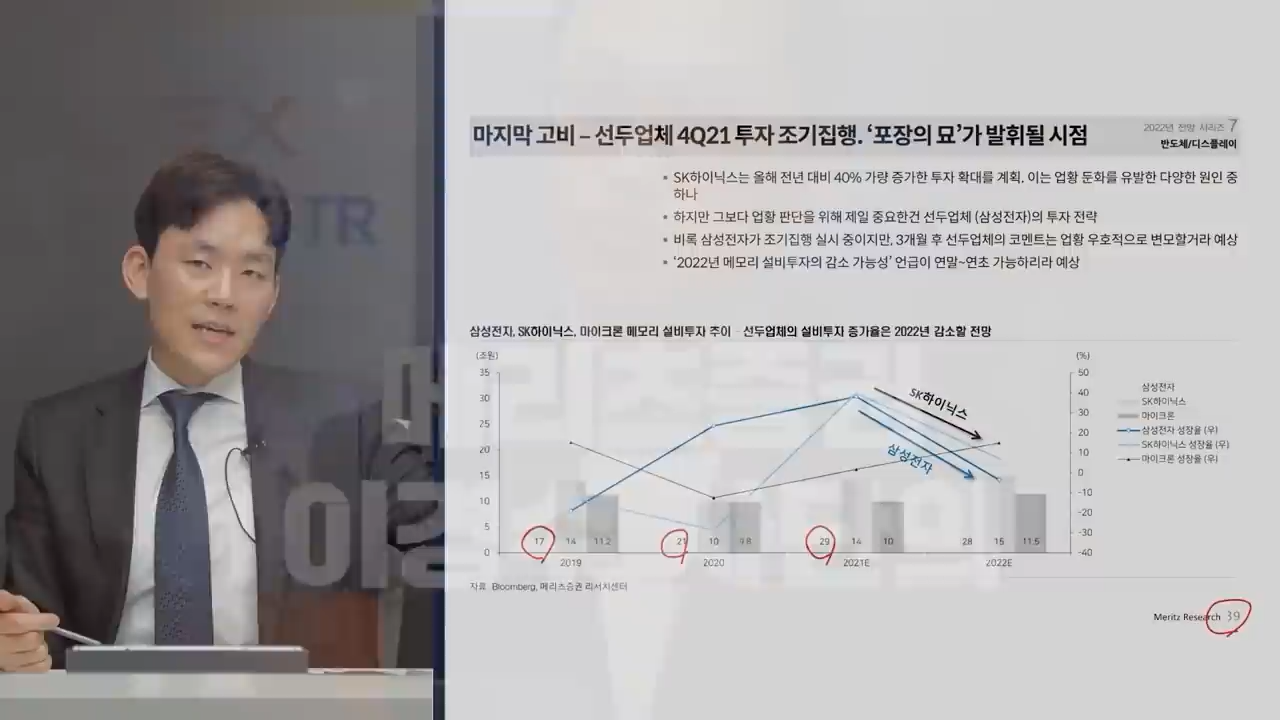 마지막 고비 – 선두업체 4Q21 투자 조기집행. ‘포장의 묘’가 발휘될 시점
2022년 전망 시리즈 7
반도체/디스플레이
▪ SK하이닉스는 올해 전년 대비 40% 가량 증가한 투자 확대를 계획. 이는 업황 둔화를 유발한 다양한 원인 중
하나
▪ 하지만 그보다 업황 판단을 위해 제일 중요한건 선두업체 (삼성전자)의 투자 전략
▪ 비록 삼성전자가 조기집행 실시 중이지만, 3개월 후 선두업체의 코멘트는 업황 우호적으로 변모할거라 예상
▪ ‘2022년 메모리 설비투자의 감소 가능성’ 언급이 연말~연초 가능하리라 예상
삼성전자, SK하이닉스, 마이크론 메모리 설비투자 추이 – 선두업체의 설비투자 증가율은 2022년 감소할 전망
(조원)
(%)
35
30
25
20
15
10
5
0
50
40
30
20
10
0
-10
-20
-30
-40
SK하이닉스
삼성전자
17 14 11.2
21 10 9.8
29 14 10
28 15 11.5
2019
2020
2021E
2022E
삼성전자
SK하이닉스
마이크론
삼성전자 성장율 (우)
SK하이닉스 성장율 (우)
마이크론 성장율 (우)
자료: Bloomberg, 메리츠증권 리서치센터
Meritz Research 39